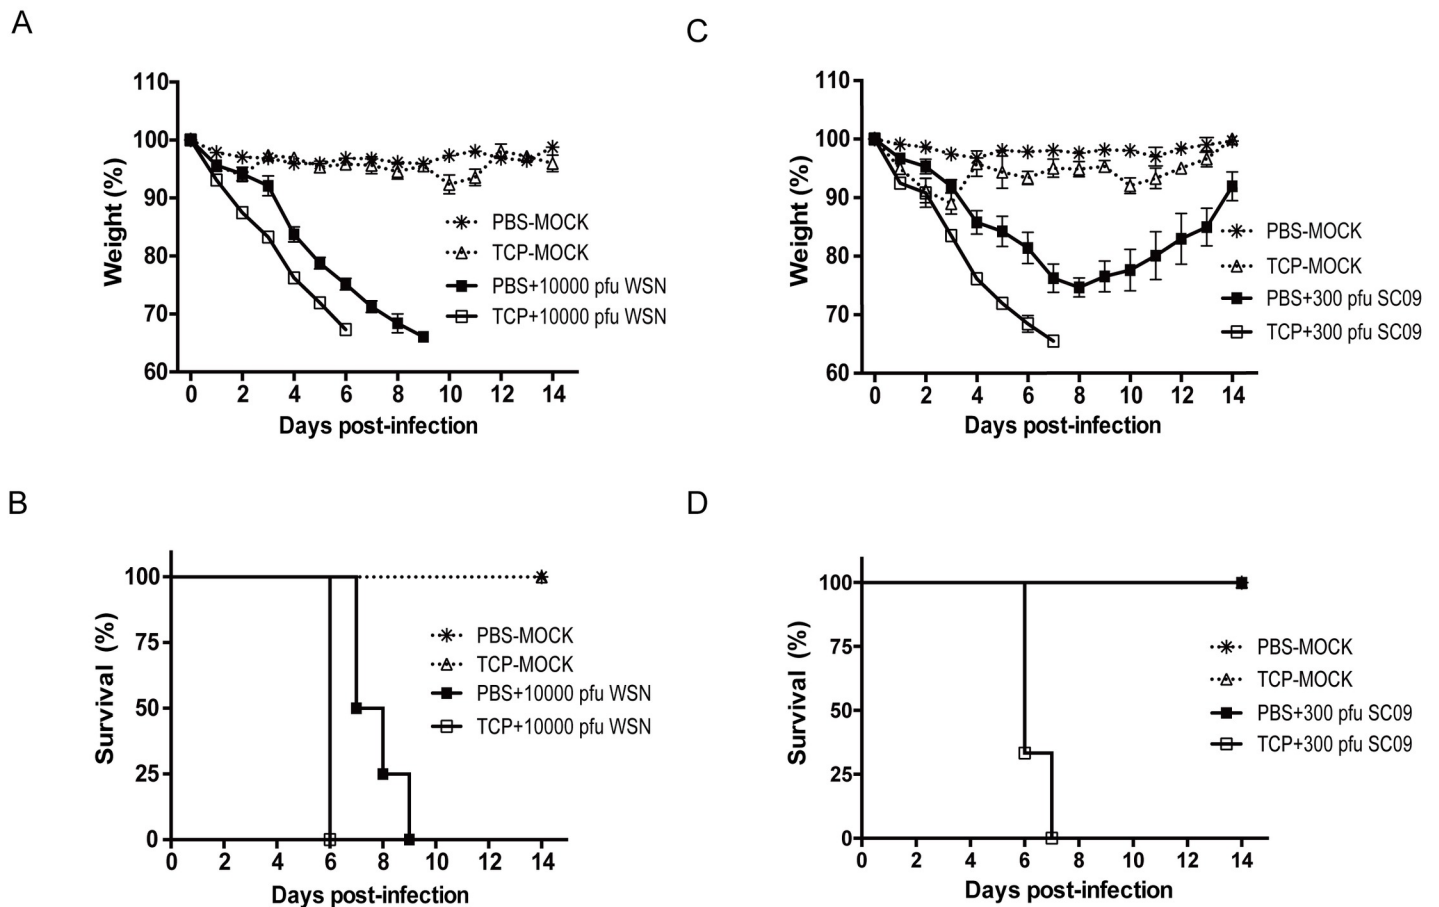 A
110
100
90
80
70
60
Weight (%)
0 2 4 6 8 10 12 14
Days post-infection
PBS-MOCK
TCP-MOCK
PBS+10000 pfu WSN
TCP+10000 pfu WSN
C
110
100
90
80
70
60
Weight (%)
0 2 4 6 8 10 12 14
Days post-infection
PBS-MOCK
TCP-MOCK
PBS+300 pfu SC09
TCP+300 pfu SC09
B
100
75
50
25
0
Survival (%)
0 2 4 6 8 10 12 14
Days post-infection
PBS-MOCK
TCP-MOCK
PBS+10000 pfu WSN
TCP+10000 pfu WSN
D
100
75
50
25
0
Survival (%)
0 2 4 6 8 10 12 14
Days post-infection
PBS-MOCK
TCP-MOCK
PBS+300 pfu SC09
TCP+300 pfu SC09